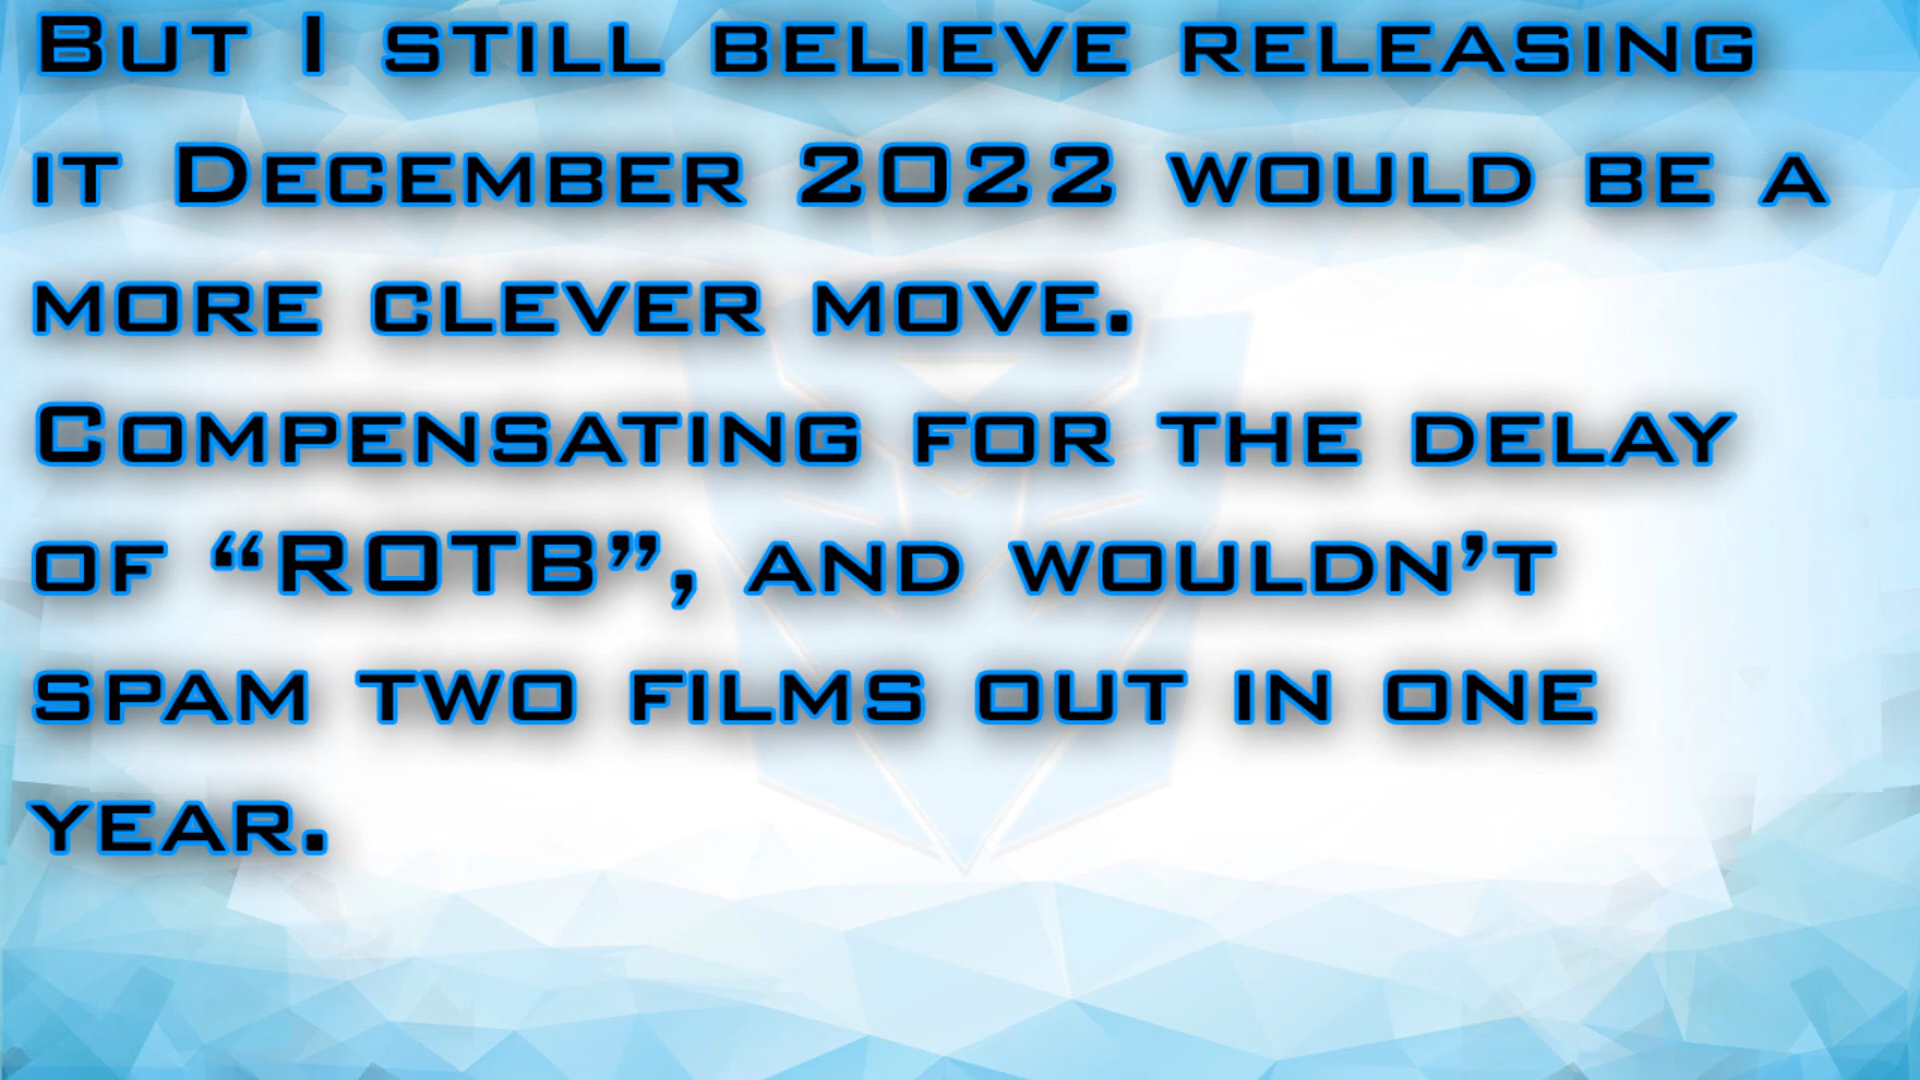 But I still believe releasing
it December 2022 would be a
more clever move.
Compensating for the delay
of “ROTB”, and wouldn’t
spam two films out in one
year.